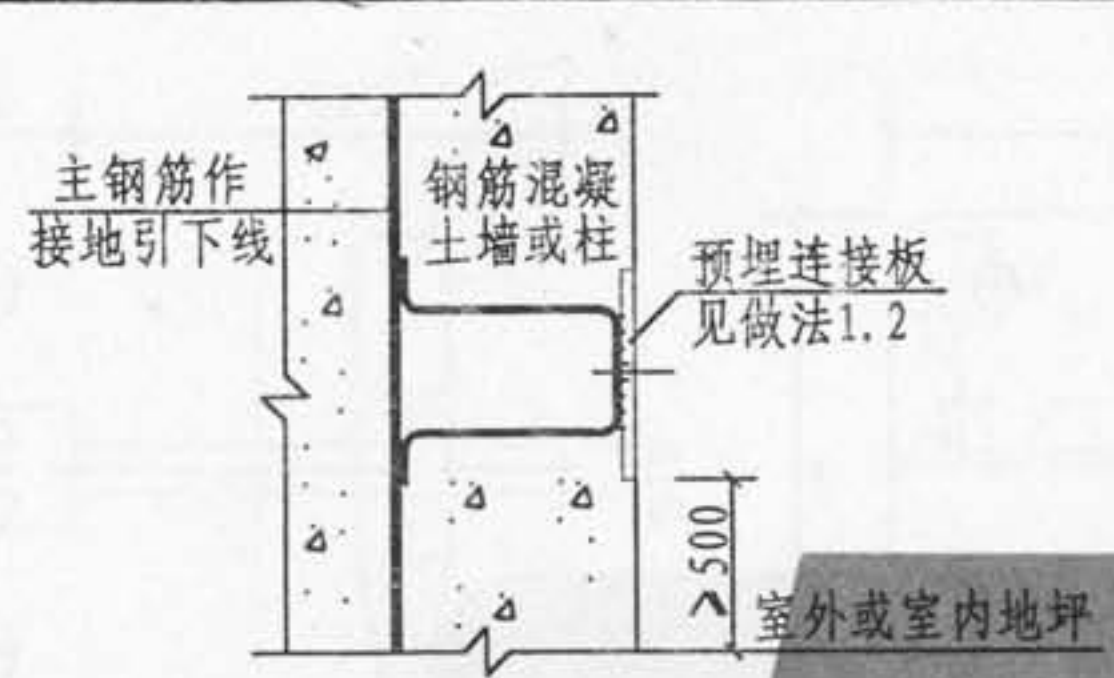 主钢筋作
接地引下线
钢筋混凝
土墙或柱
预埋连接板
见做法1.2
>500
室外或室内地坪